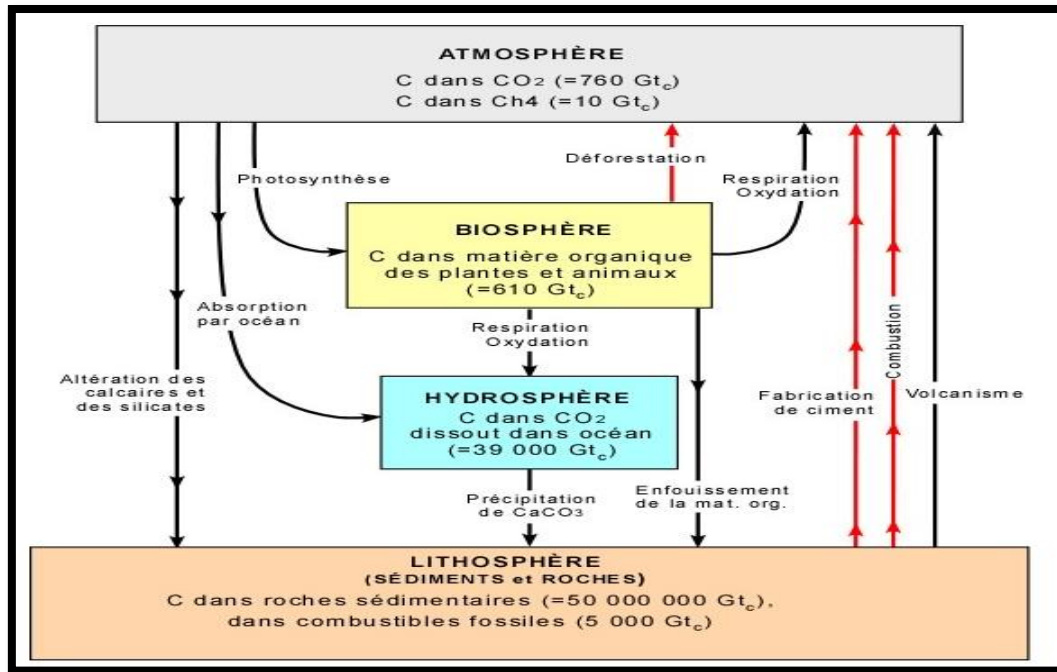 ATMOSPHÈRE
C dans CO₂ (=760 Gtc)
C dans Ch4 (=10 Gtc)
Photosynthèse
Déforestation
Respiration
Oxydation
BIOSPHÈRE
C dans matière organique
des plantes et animaux
(=610 Gtc)
Absorption
par océan
Respiration
Oxydation
Altération des
calcaires et
des silicates
HYDROSPHÈRE
C dans CO₂
dissout dans océan
(=39 000 Gtc)
Fabrication
de ciment
Combustion
Volcanisme
Précipitation
de CaCO₃
Enfouissement
de la mat. org.
LITHOSPHÈRE
(SÉDIMENTS et ROCHES)
C dans roches sédimentaires (=50 000 000 Gtc),
dans combustibles fossiles (5 000 Gtc)